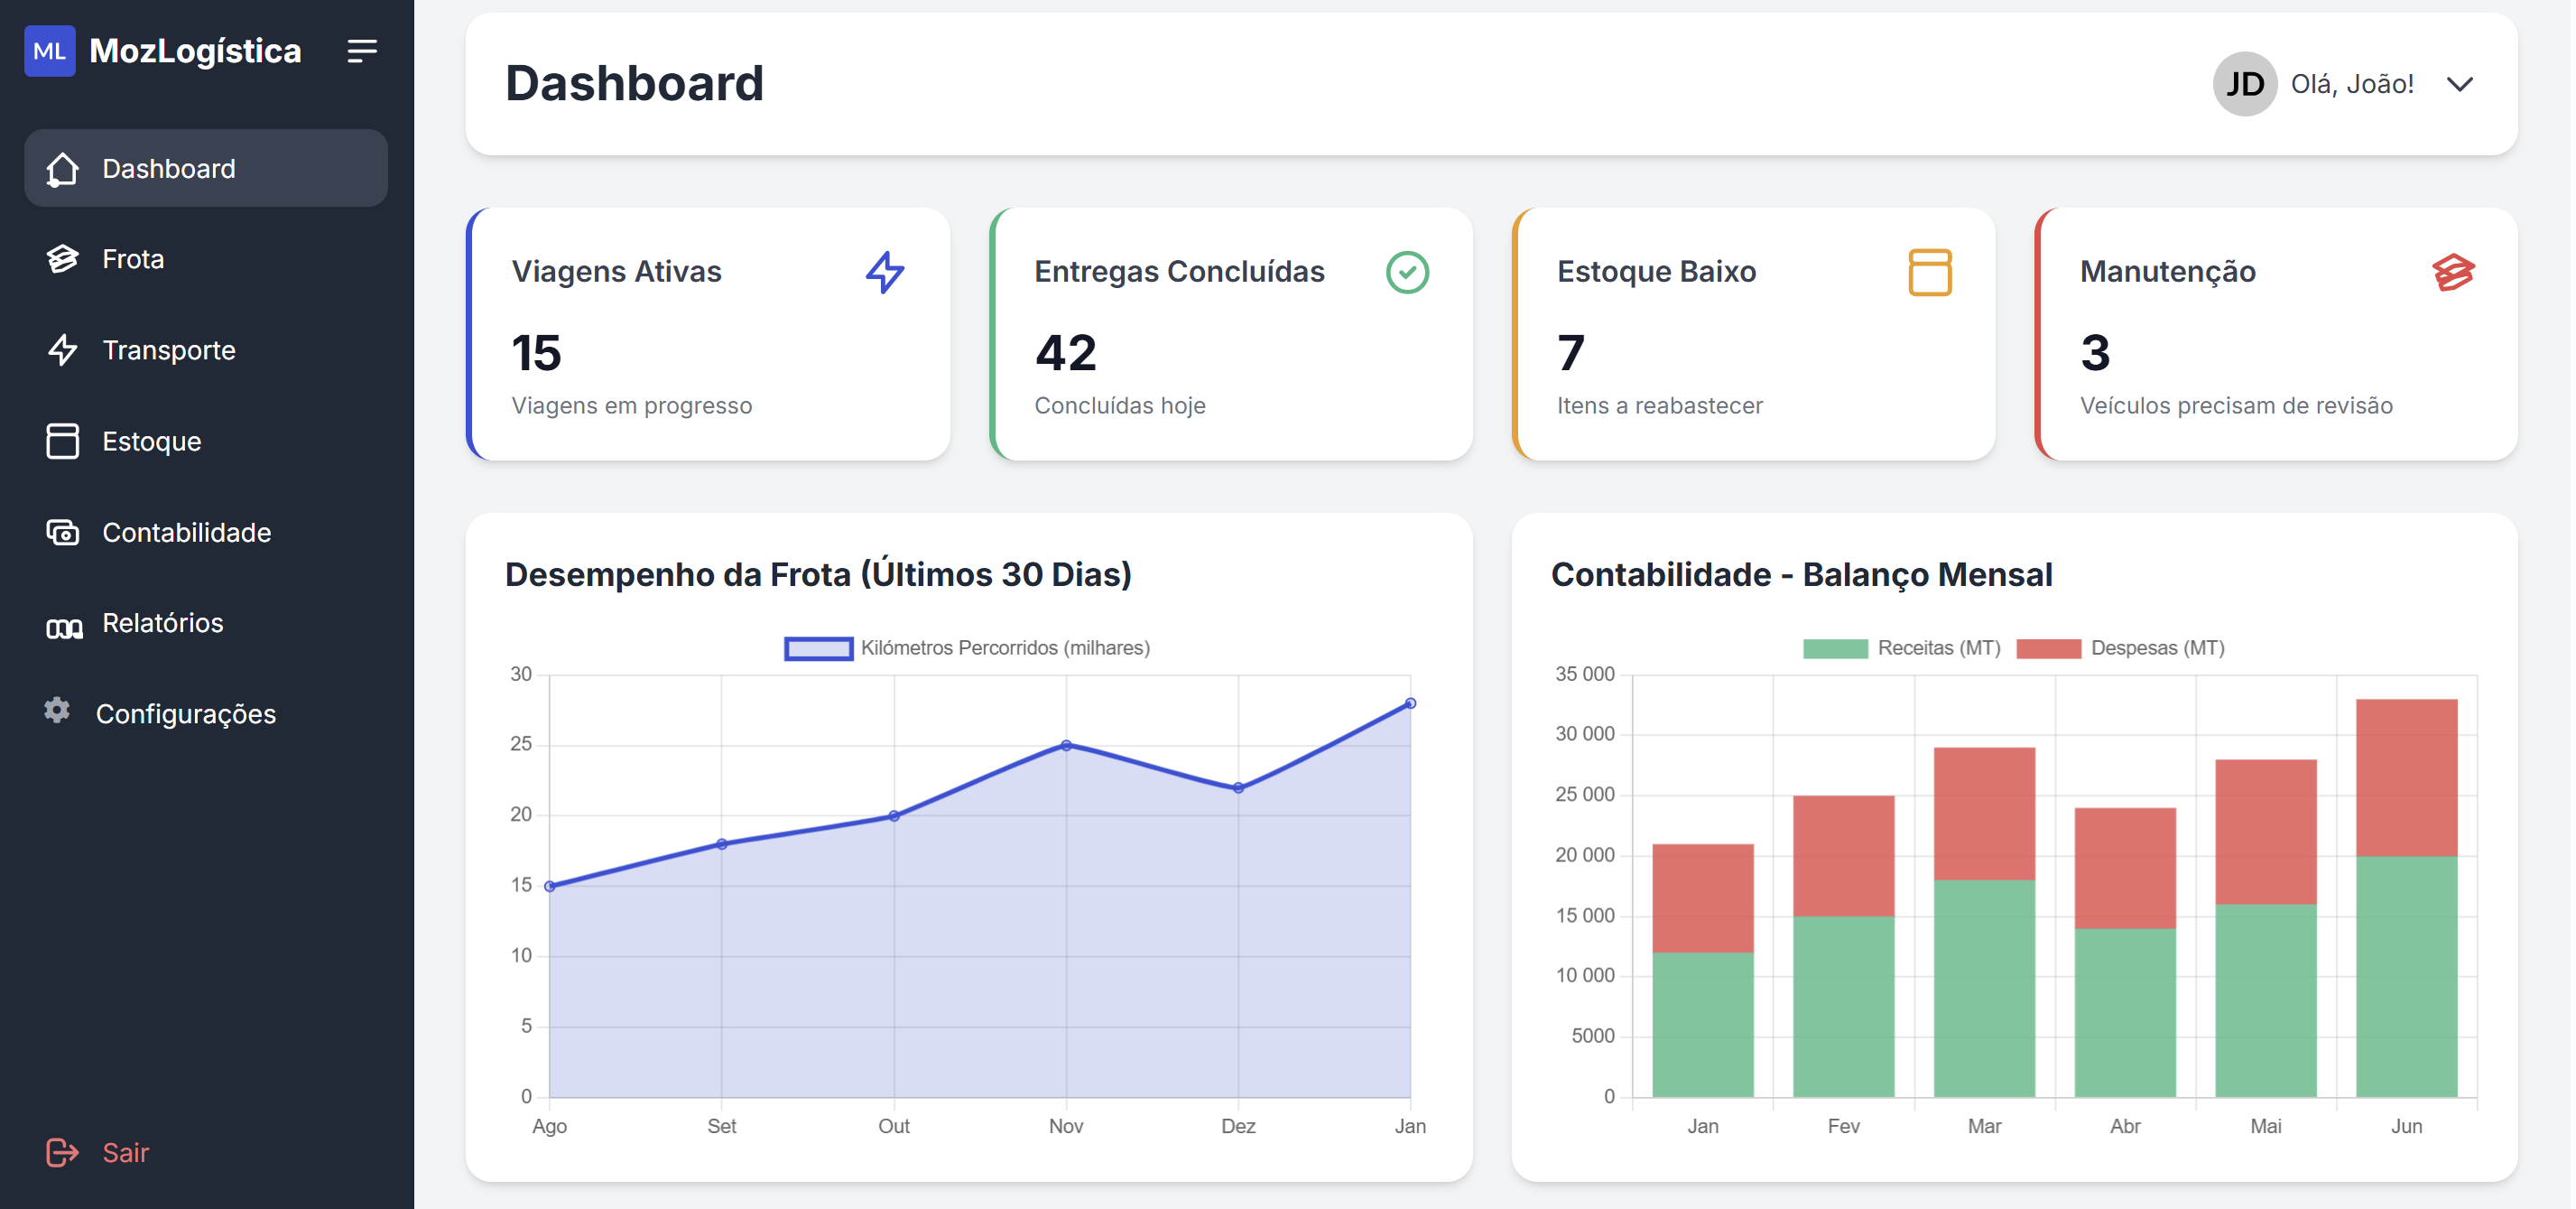 ML MozLogística
Dashboard
Frota
Transporte
Estoque
Contabilidade
Relatórios
Configurações
Sair
Dashboard
JD Olá, João!
Viagens Ativas
15
Viagens em progresso
Entregas Concluídas
42
Concluídas hoje
Estoque Baixo
7
Itens a reabastecer
Manutenção
3
Veículos precisam de revisão
Desempenho da Frota (Últimos 30 Dias)
Kilómetros Percorridos (milhares)
30
25
20
15
10
5
0
Ago Set Out Nov Dez Jan
Contabilidade - Balanço Mensal
Receitas (MT) Despesas (MT)
35 000
30 000
25 000
20 000
15 000
10 000
5000
0
Jan Fev Mar Abr Mai Jun